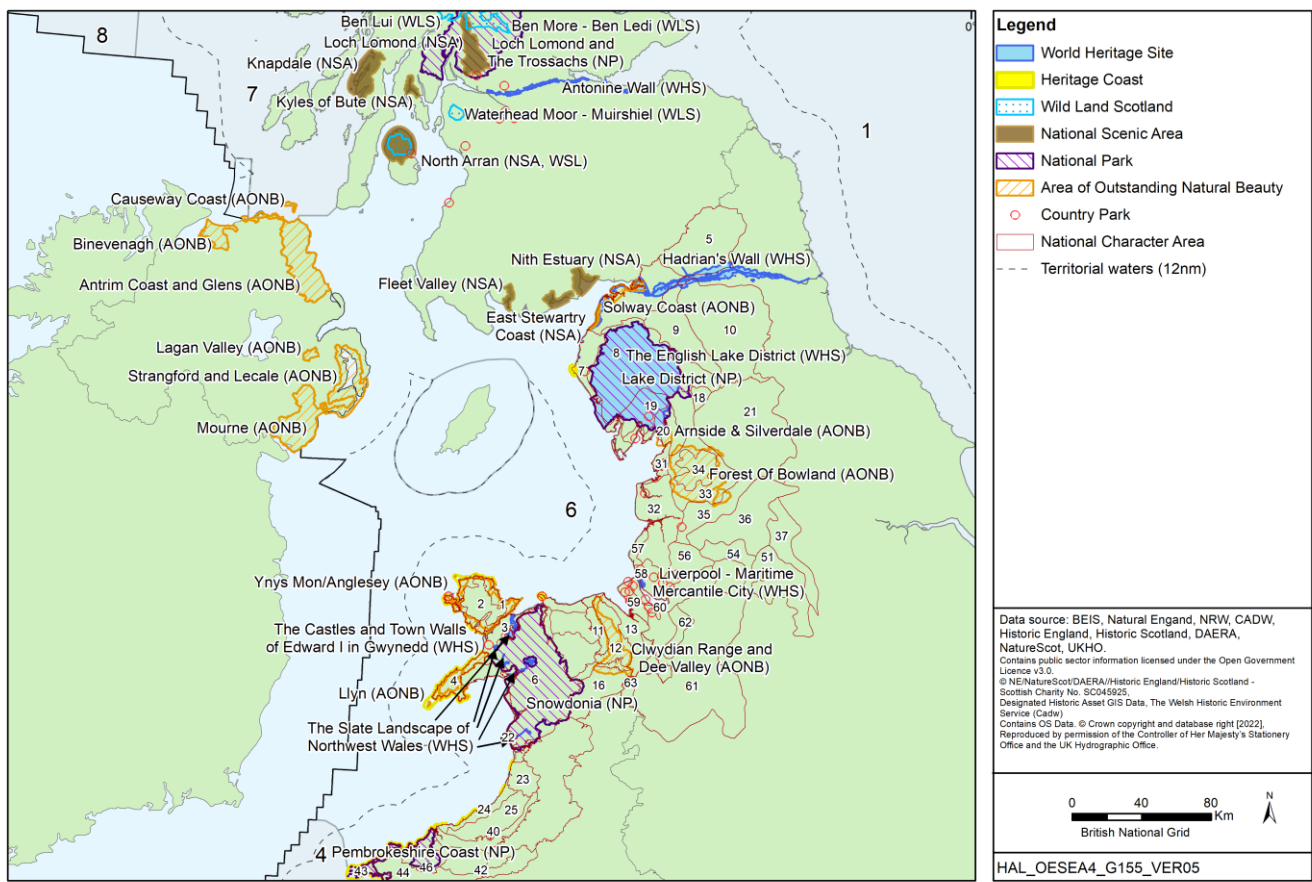 8
Ben Lui (WLS)
Ben More - Ben Ledi (WLS)
Loch Lomond (NSA)
Loch Lomond and
The Trossachs (NP)
Knapdale (NSA)
7
Antonine Wall (WHS)
Kyles of Bute (NSA)
Waterhead Moor - Muirshiel (WLS)
0°
1
North Arran (NSA, WSL)
Causeway Coast (AONB)
Binevenagh (AONB)
5
Nith Estuary (NSA)
Hadrian's Wall (WHS)
Antrim Coast and Glens (AONB)
Fleet Valley (NSA)
Solway Coast (AONB)
East Stewartry
Coast (NSA)
9
10
Lagan Valley (AONB)
8
The English Lake District (WHS)
7
Strangford and Lecale (AONB)
Lake District (NP)
18
19
21
Mourne (AONB)
20
Arnside & Silverdale (AONB)
31
34
Forest Of Bowland (AONB)
33
6
32
35
36
37
57
56
54
51
Ynys Mon/Anglesey (AONB)
58
Liverpool - Maritime
Mercantile City (WHS)
2
1
59
60
The Castles and Town Walls
of Edward I in Gwynedd (WHS)
3
11
13
62
12
Clwydian Range and
Dee Valley (AONB)
Llyn (AONB)
4
6
16
63
61
Snowdonia (NP)
The Slate Landscape of
Northwest Wales (WHS)
22
23
24
25
40
4
Pembrokeshire Coast (NP)
43
44
46
42
Legend
World Heritage Site
Heritage Coast
Wild Land Scotland
National Scenic Area
National Park
Area of Outstanding Natural Beauty
Country Park
National Character Area
Territorial waters (12nm)
Data source: BEIS, Natural Engand, NRW, CADW,
Historic England, Historic Scotland, DAERA,
NatureScot, UKHO.
Contains public sector information licensed under the Open Government
Licence v3.0.
© NE/NatureScot/DAERA//Historic England/Historic Scotland -
Scottish Charity No. SC045925,
Designated Historic Asset GIS Data, The Welsh Historic Environment
Service (Cadw)
Contains OS Data. © Crown copyright and database right [2022],
Reproduced by permission of the Controller of Her Majesty's Stationery
Office and the UK Hydrographic Office.
0 40 80
Km
British National Grid
N
HAL_OESEA4_G155_VER05